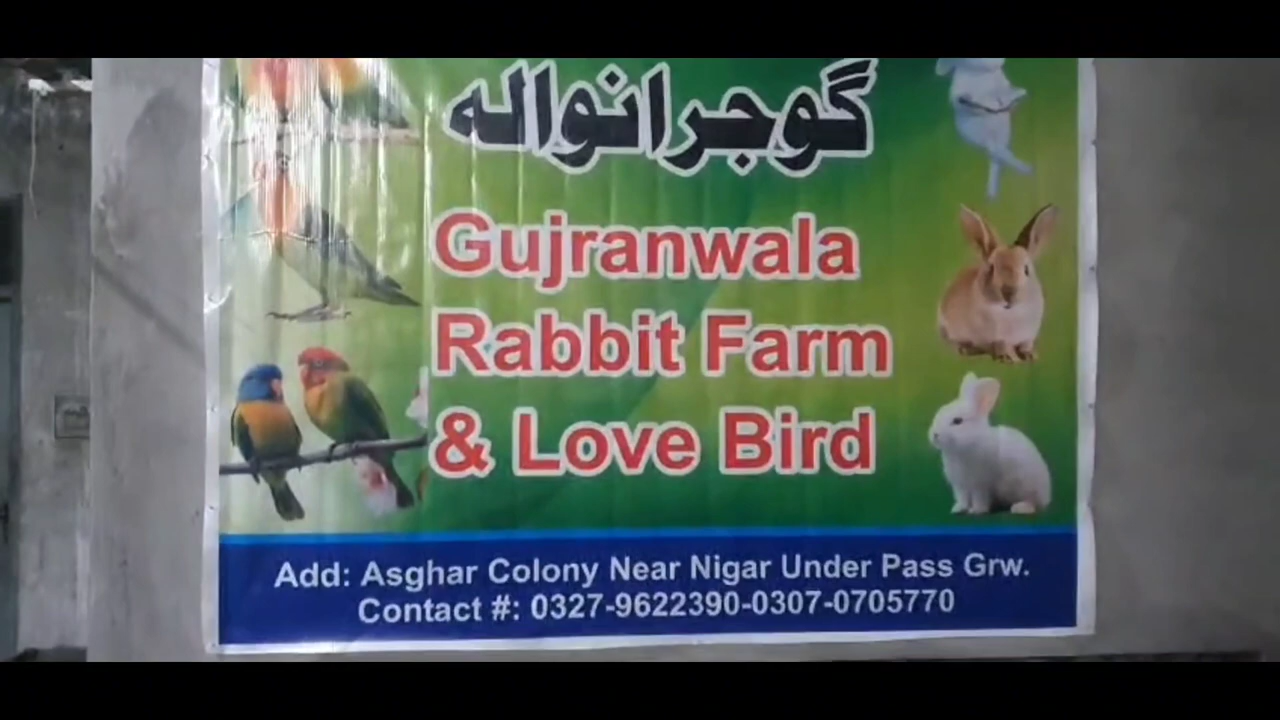 گوجرانوالہ
Gujranwala
Rabbit Farm
& Love Bird
Add: Asghar Colony Near Nigar Under Pass Grw.
Contact #: 0327-9622390-0307-0705770